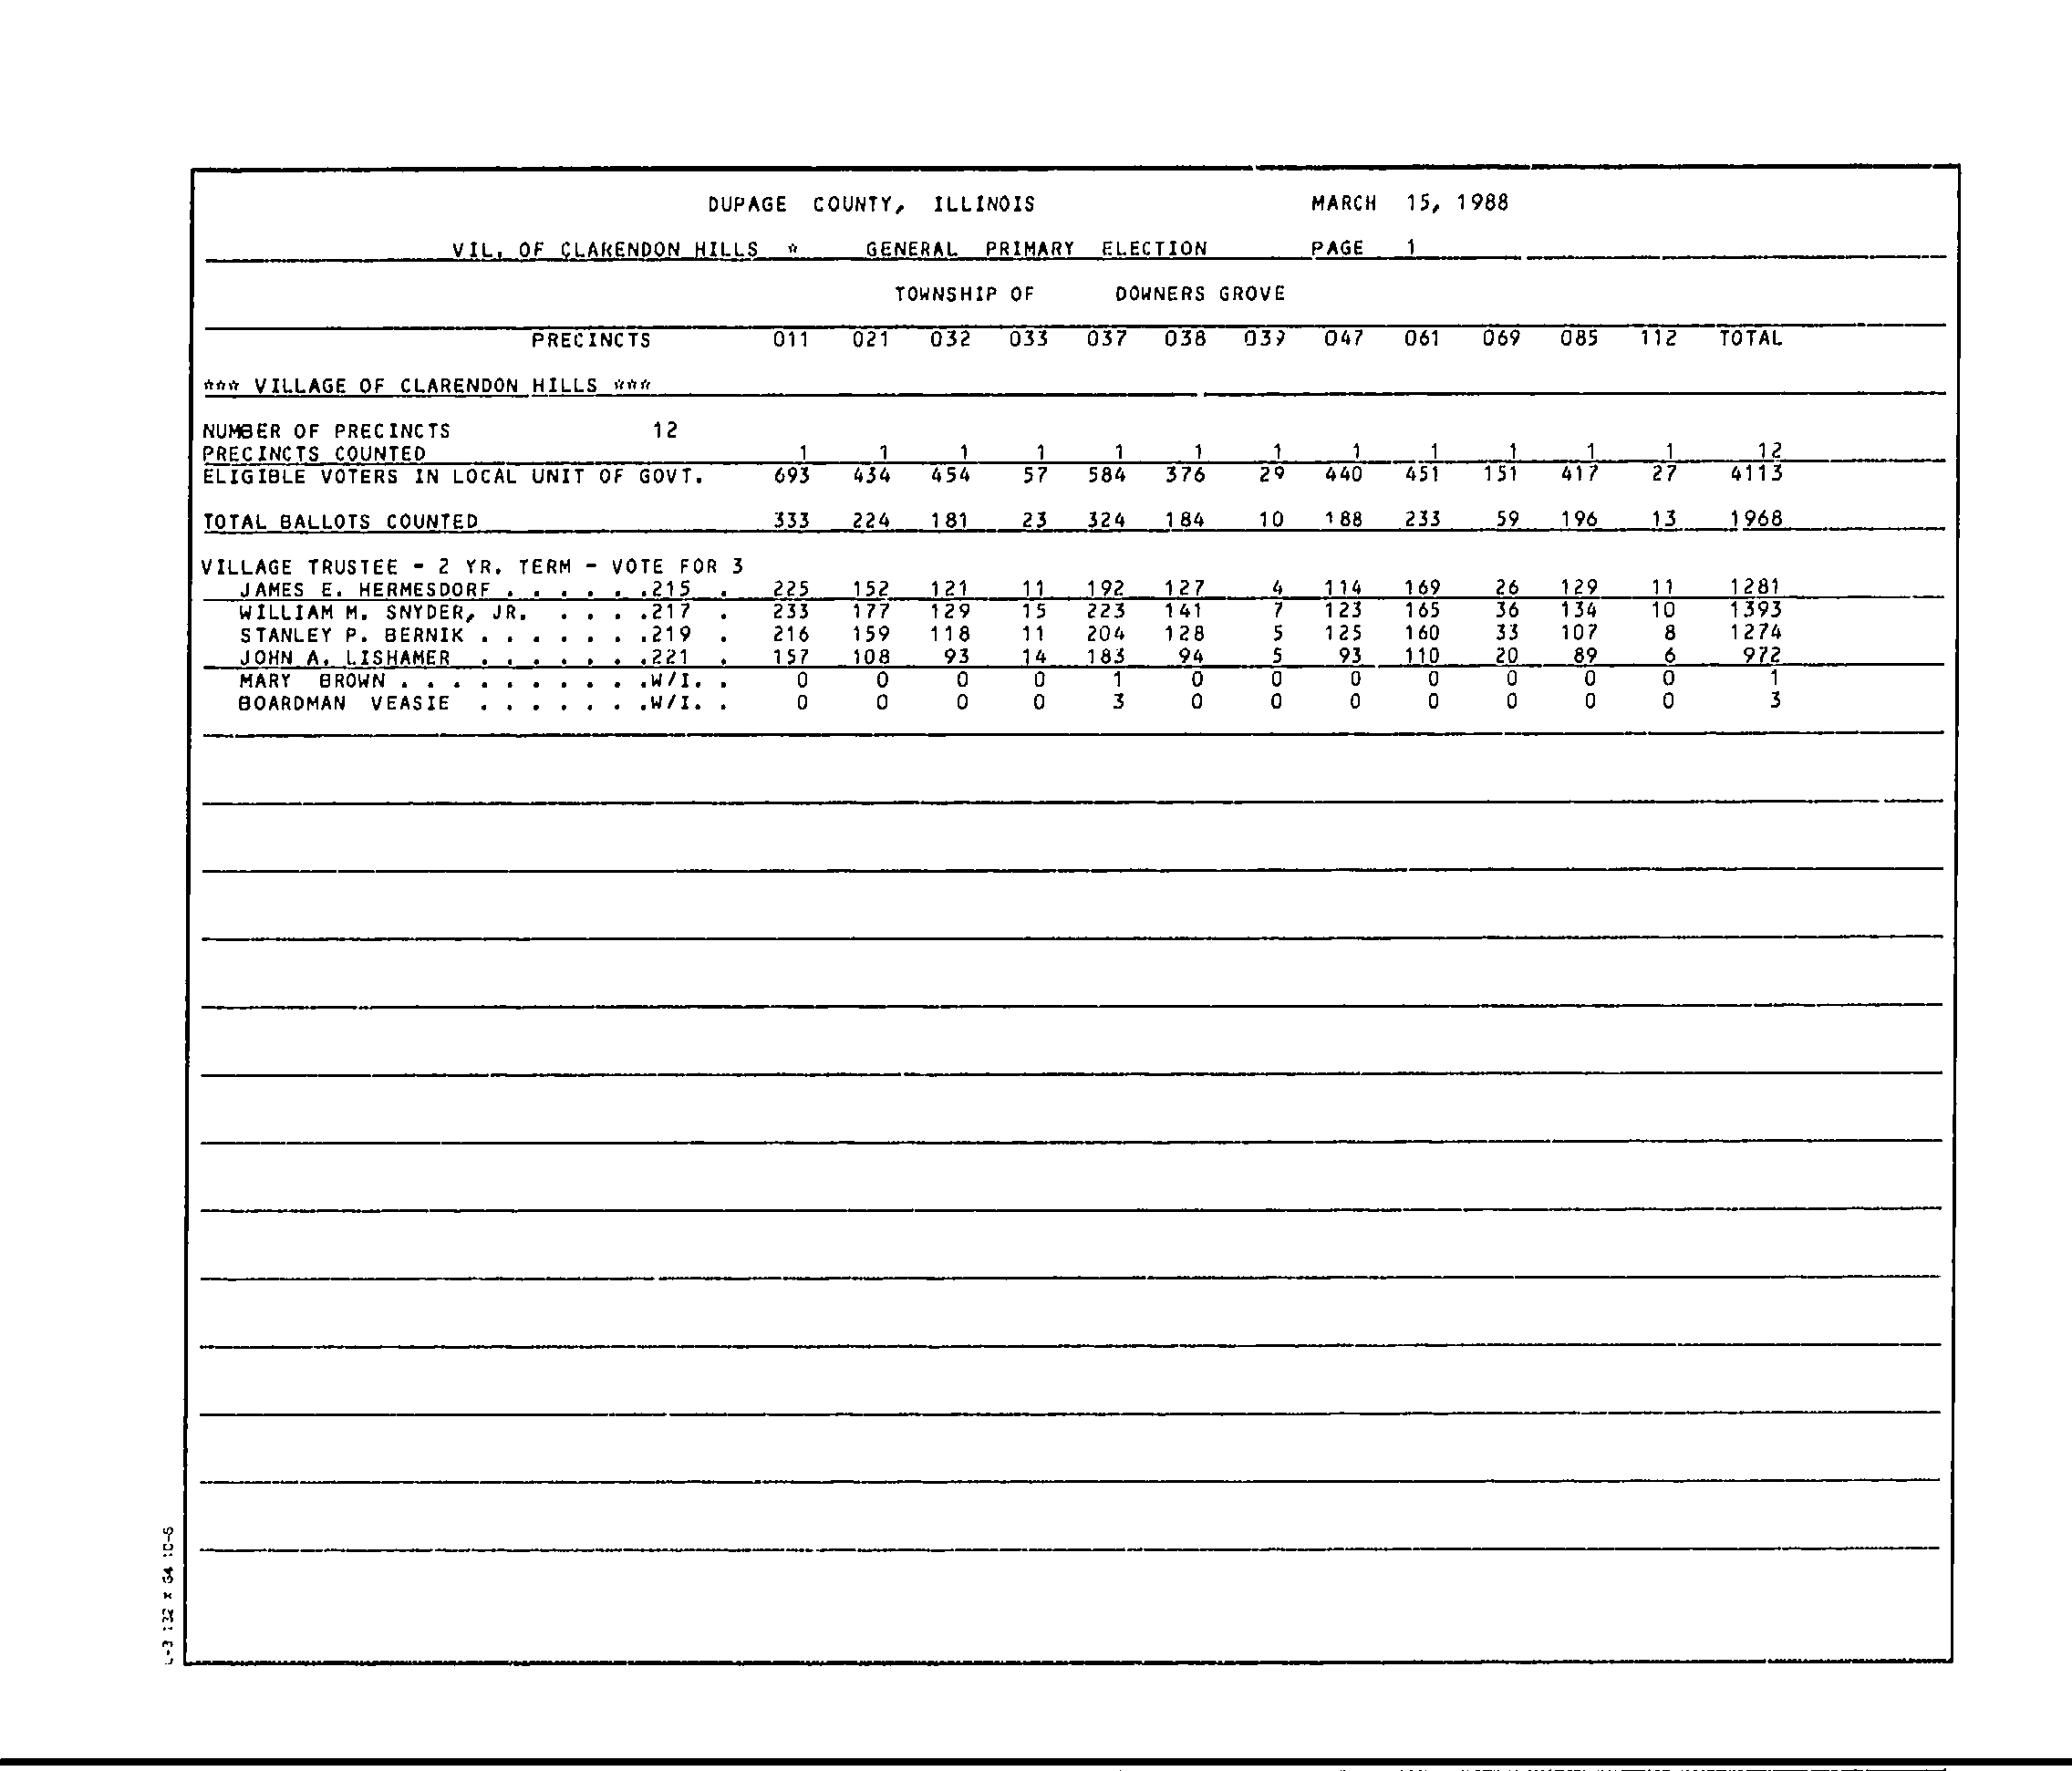 DUPAGE COUNTY, ILLINOIS MARCH 15, 1988
VIL. OF CLARENDON HILLS * GENERAL PRIMARY ELECTION PAGE 1
TOWNSHIP OF DOWNERS GROVE
PRECINCTS 011 021 032 033 037 038 039 047 061 069 085 112 TOTAL
*** VILLAGE OF CLARENDON HILLS ***
NUMBER OF PRECINCTS 12
PRECINCTS COUNTED 1 1 1 1 1 1 1 1 1 1 1 1 12
ELIGIBLE VOTERS IN LOCAL UNIT OF GOVT. 693 434 454 57 584 376 29 440 451 151 417 27 4113
TOTAL BALLOTS COUNTED 333 224 181 23 324 184 10 188 233 59 196 13 1968
VILLAGE TRUSTEE - 2 YR. TERM - VOTE FOR 3
JAMES E. HERMESDORF . . . . . .215 . 225 152 121 11 192 127 4 114 169 26 129 11 1281
WILLIAM M. SNYDER, JR. . . . .217 . 233 177 129 15 223 141 7 123 165 36 134 10 1393
STANLEY P. BERNIK . . . . . . .219 . 216 159 118 11 204 128 5 125 160 33 107 8 1274
JOHN A. LISHAMER . . . . . . .221 . 157 108 93 14 183 94 5 93 110 20 89 6 972
MARY BROWN . . . . . . . . . .W/I. . 0 0 0 0 1 0 0 0 0 0 0 0 1
BOARDMAN VEASIE . . . . . . .W/I. . 0 0 0 0 3 0 0 0 0 0 0 0 3
132 x 64 10-6